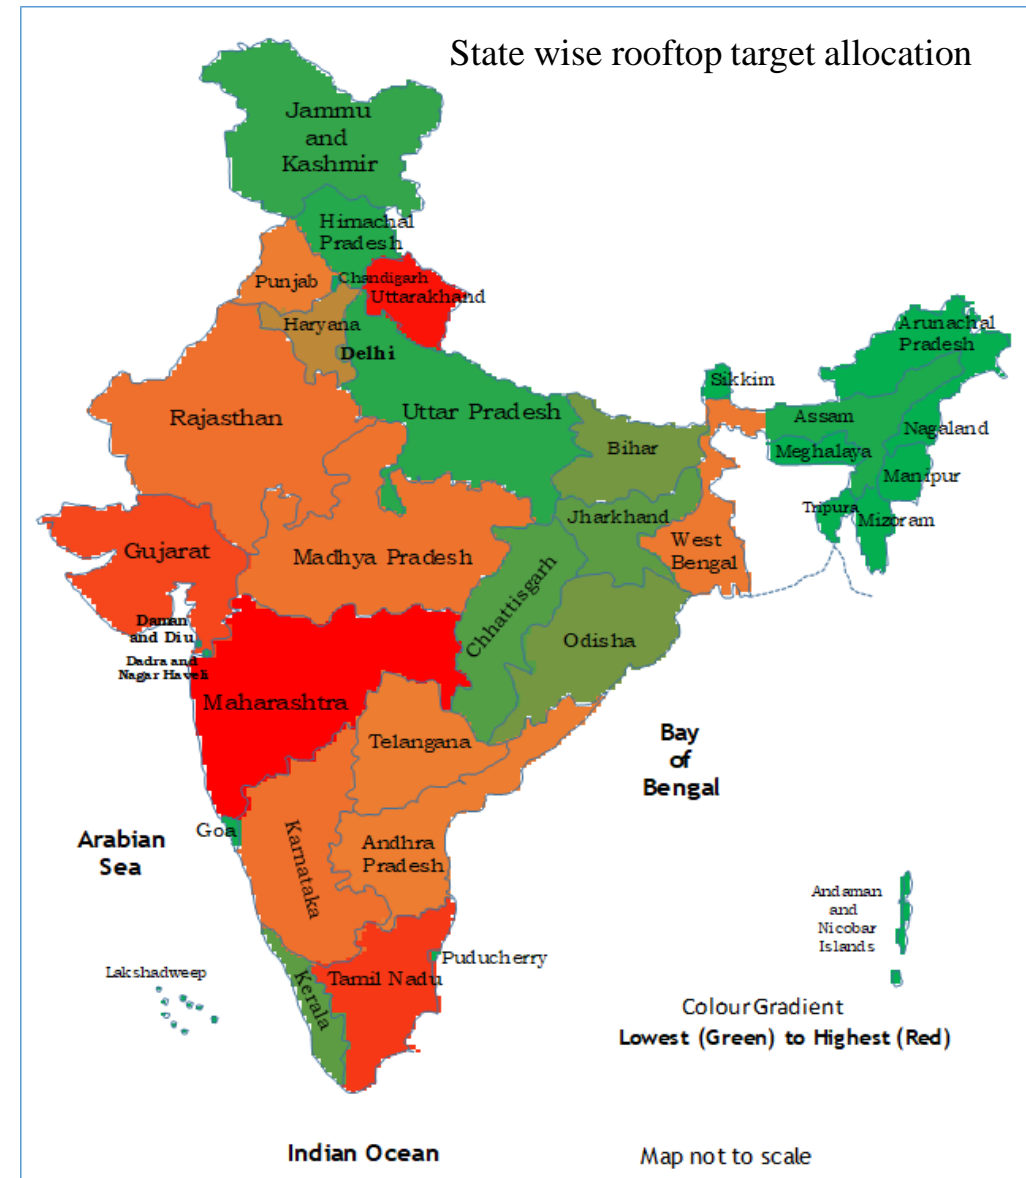 State wise rooftop target allocation
Jammu
and
Kashmir
Himachal
Pradesh
Chandigarh
Punjab
Uttarakhand
Haryana
Delhi
Arunachal
Pradesh
Sikkim
Rajasthan
Uttar Pradesh
Assam
Nagaland
Bihar
Meghalaya
Manipur
Tripura
Mizoram
Jharkhand
West
Bengal
Gujarat
Madhya Pradesh
Chhattisgarh
Daman
and Diu
Odisha
Dadra and
Nagar Haveli
Maharashtra
Telangana
Bay
of
Bengal
Goa
Arabian
Sea
Karnataka
Andhra
Pradesh
Andaman
and
Nicobar
Islands
Puducherry
Lakshadweep
Kerala
Tamil Nadu
Colour Gradient
Lowest (Green) to Highest (Red)
Indian Ocean
Map not to scale